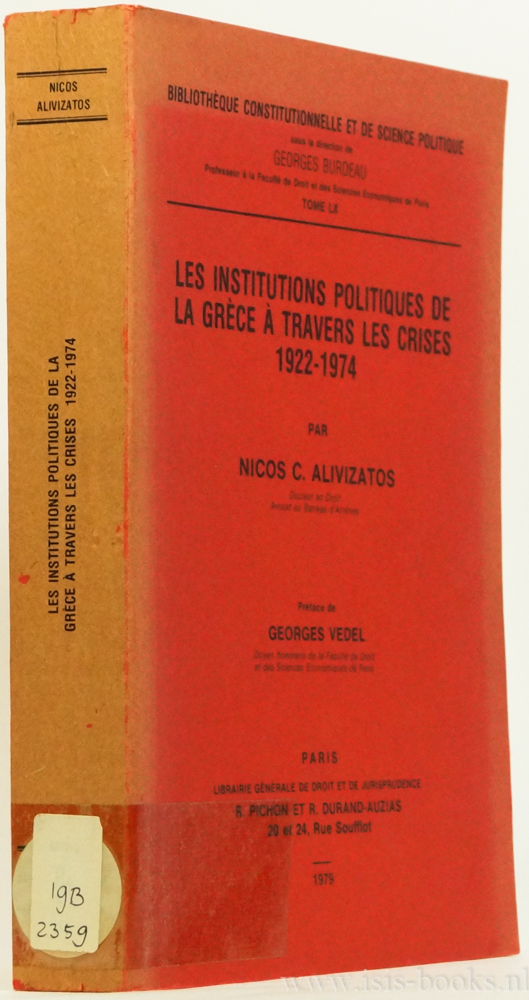 NICOS
ALIVIZATOS
LES INSTITUTIONS POLITIQUES DE LA
GRÈCE À TRAVERS LES CRISES 1922-1974
19B
2359
BIBLIOTHÈQUE CONSTITUTIONNELLE ET DE SCIENCE POLITIQUE
sous la direction de
GEORGES BURDEAU
Professeur à la Faculté de Droit et des Sciences Économiques de Paris
TOME LX
LES INSTITUTIONS POLITIQUES DE
LA GRÈCE À TRAVERS LES CRISES
1922-1974
PAR
NICOS C. ALIVIZATOS
Docteur en Droit
Avocat au Barreau d'Athènes
Préface de
GEORGES VEDEL
Doyen honoraire de la Faculté de Droit
et des Sciences Économiques de Paris
PARIS
LIBRAIRIE GÉNÉRALE DE DROIT ET DE JURISPRUDENCE
R. PICHON ET R. DURAND-AUZIAS
20 et 24, Rue Soufflot
1979
www.isis-books.nl